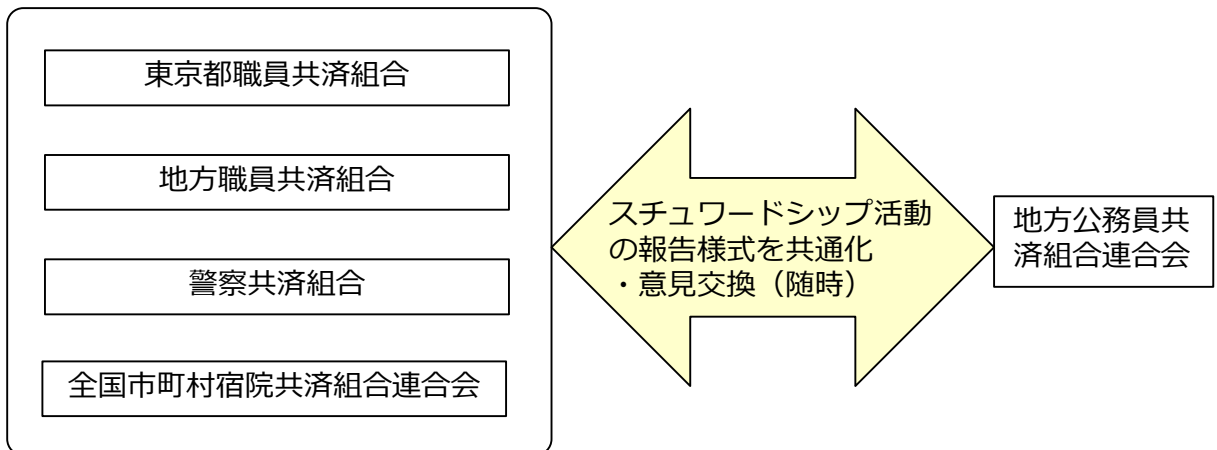 東京都職員共済組合
地方職員共済組合
警察共済組合
全国市町村宿院共済組合連合会
スチュワードシップ活動
の報告様式を共通化
・意見交換（随時）
地方公務員共
済組合連合会